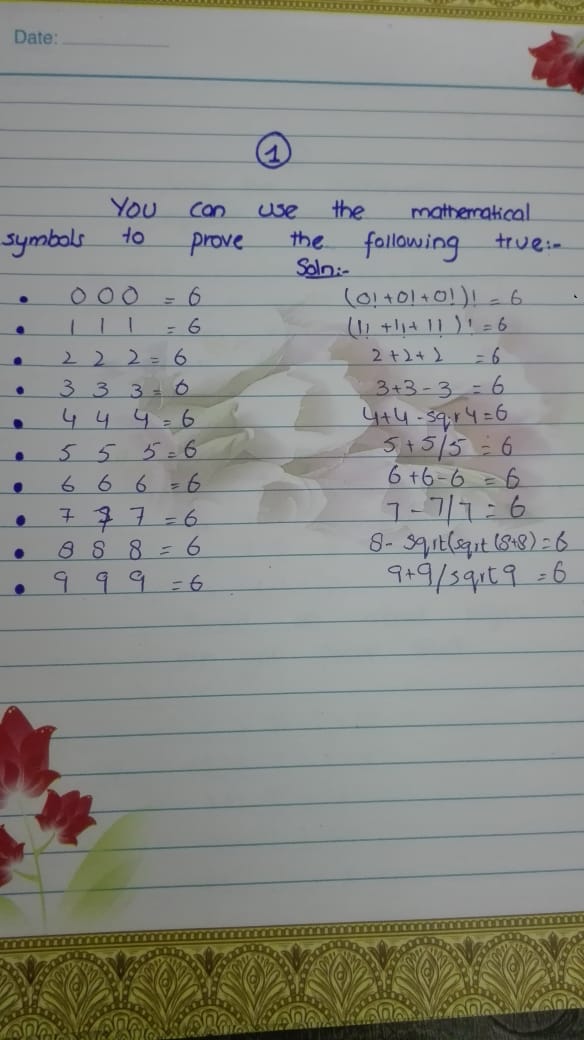 Date:
1
You can use the mathematical
symbols to prove the following true:-
Soln:-
• 0 0 0 = 6 (0! + 0! + 0!)! = 6
• 1 1 1 = 6 (1! + 1! + 1!)! = 6
• 2 2 2 = 6 2 + 2 + 2 = 6
• 3 3 3 = 6 3+3-3 = 6
• 4 4 4 = 6 4+4-sqrt4=6
• 5 5 5 = 6 5+5/5 = 6
• 6 6 6 = 6 6+6-6 = 6
• 7 7 7 = 6 7-7/7 = 6
• 8 8 8 = 6 8- sqrt(sqrt(8+8)=6
• 9 9 9 = 6 9+9/sqrt9 = 6